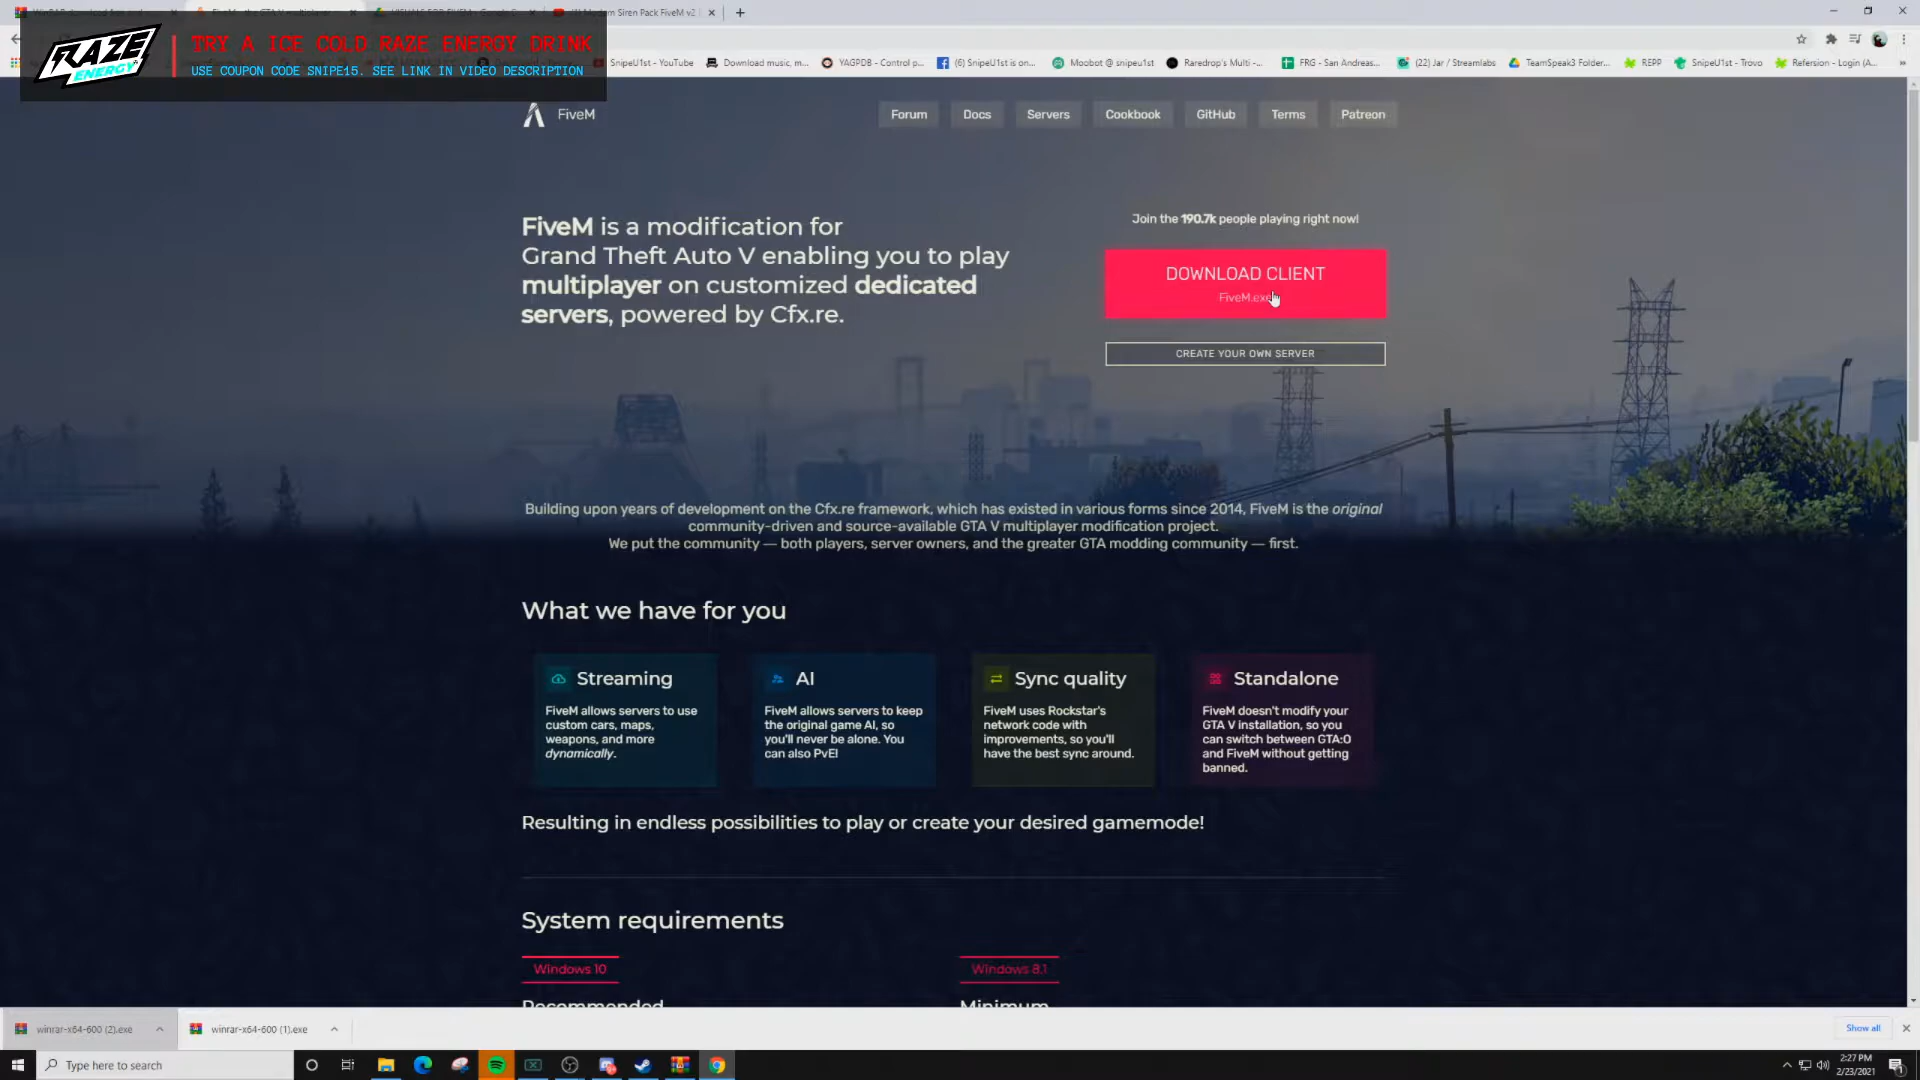 (1) Modern Siren Pack FiveM v2
RAZE ENERGY
TRY A ICE COLD RAZE ENERGY DRINK
USE COUPON CODE SNIPE15. SEE LINK IN VIDEO DESCRIPTION
SnipeU1st - YouTube
Download music, m...
YAGPDB - Control p...
(6) SnipeU1st is on...
Moobot @ snipeu1st
Raredrop's Multi -...
FRG - San Andreas...
(22) Jar / Streamlabs
TeamSpeak3 Folder...
REPP
SnipeU1st - Trovo
Refersion - Login (A...
FiveM
Forum
Docs
Servers
Cookbook
GitHub
Terms
Patreon
FiveM is a modification for
Grand Theft Auto V enabling you to play
multiplayer on customized dedicated
servers, powered by Cfx.re.
Join the 190.7k people playing right now!
DOWNLOAD CLIENT
FiveM.exe
CREATE YOUR OWN SERVER
Building upon years of development on the Cfx.re framework, which has existed in various forms since 2014, FiveM is the original
community-driven and source-available GTA V multiplayer modification project.
We put the community — both players, server owners, and the greater GTA modding community — first.
What we have for you
Streaming
FiveM allows servers to use
custom cars, maps,
weapons, and more
dynamically.
AI
FiveM allows servers to keep
the original game AI, so
you'll never be alone. You
can also PvE!
Sync quality
FiveM uses Rockstar's
network code with
improvements, so you'll
have the best sync around.
Standalone
FiveM doesn't modify your
GTA V installation, so you
can switch between GTA:O
and FiveM without getting
banned.
Resulting in endless possibilities to play or create your desired gamemode!
System requirements
Windows 10
Windows 8.1
Recommended
Minimum
winrar-x64-600 (2).exe
winrar-x64-600 (1).exe
Show all
Type here to search
2:27 PM
2/23/2021